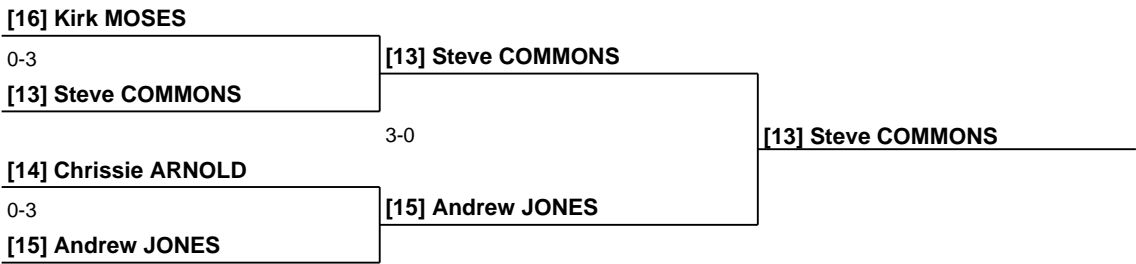 [16] Kirk MOSES
0-3
[13] Steve COMMONS
[13] Steve COMMONS
3-0
[13] Steve COMMONS
[14] Chrissie ARNOLD
0-3
[15] Andrew JONES
[15] Andrew JONES